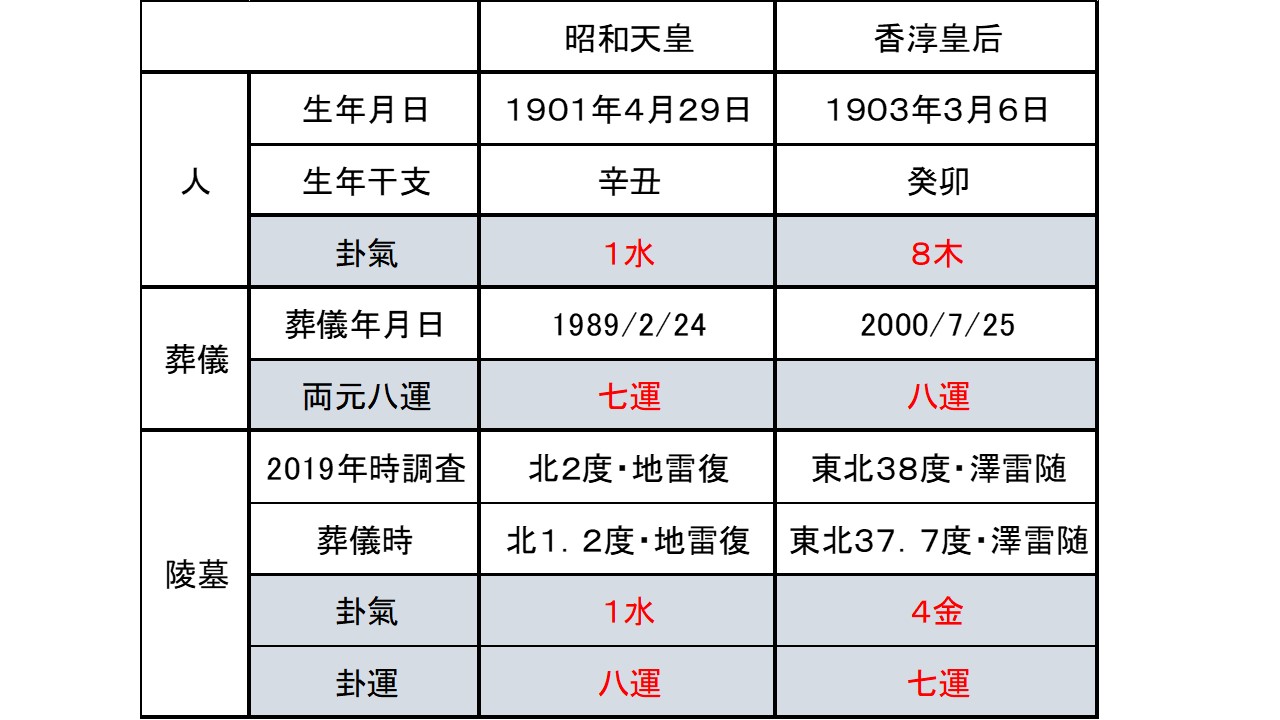 昭和天皇 香淳皇后
人 生年月日 1901年4月29日 1903年3月6日
生年干支 辛丑 癸卯
卦氣 1水 8木
葬儀 葬儀年月日 1989/2/24 2000/7/25
両元八運 七運 八運
陵墓 2019年時調査 北2度・地雷復 東北38度・澤雷随
葬儀時 北1.2度・地雷復 東北37.7度・澤雷随
卦氣 1水 4金
卦運 八運 七運